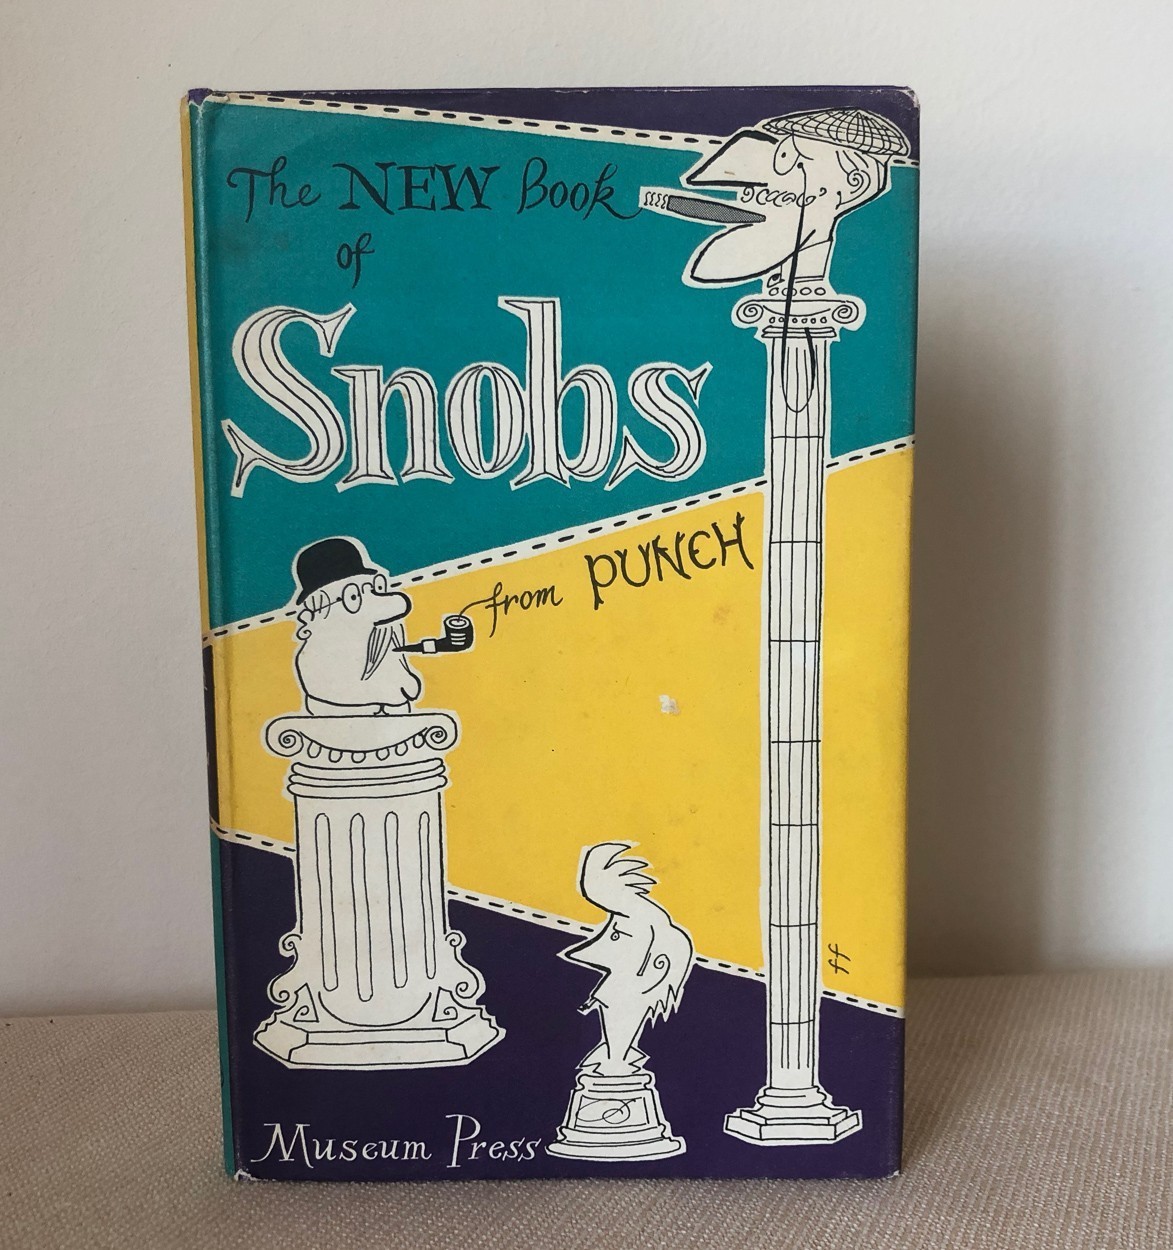 The NEW Book
of
Snobs
from PUNCH
ff
Museum Press